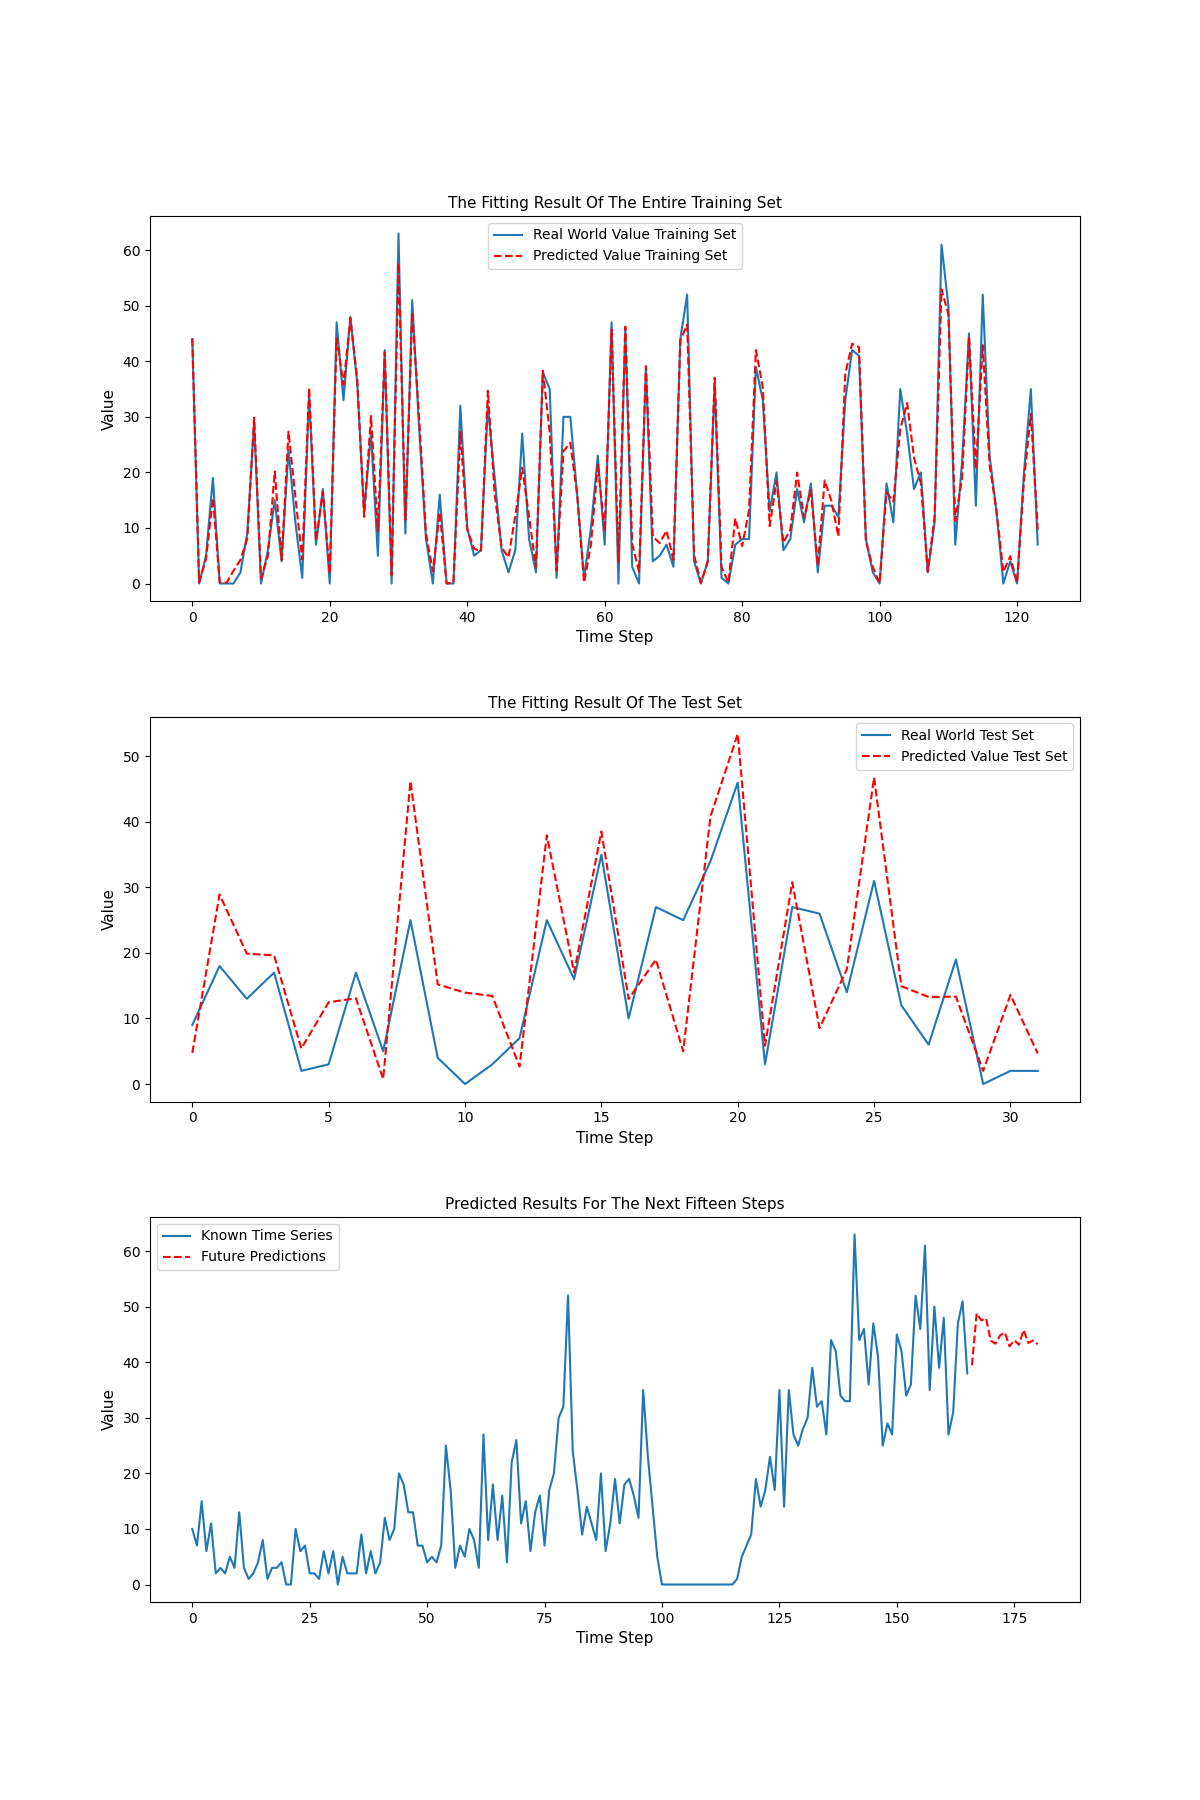 The Fitting Result Of The Entire Training Set
Real World Value Training Set
Predicted Value Training Set
Value
60
50
40
30
20
10
0
0 20 40 60 80 100 120
Time Step
The Fitting Result Of The Test Set
Real World Test Set
Predicted Value Test Set
Value
50
40
30
20
10
0
0 5 10 15 20 25 30
Time Step
Predicted Results For The Next Fifteen Steps
Known Time Series
Future Predictions
Value
60
50
40
30
20
10
0
0 25 50 75 100 125 150 175
Time Step